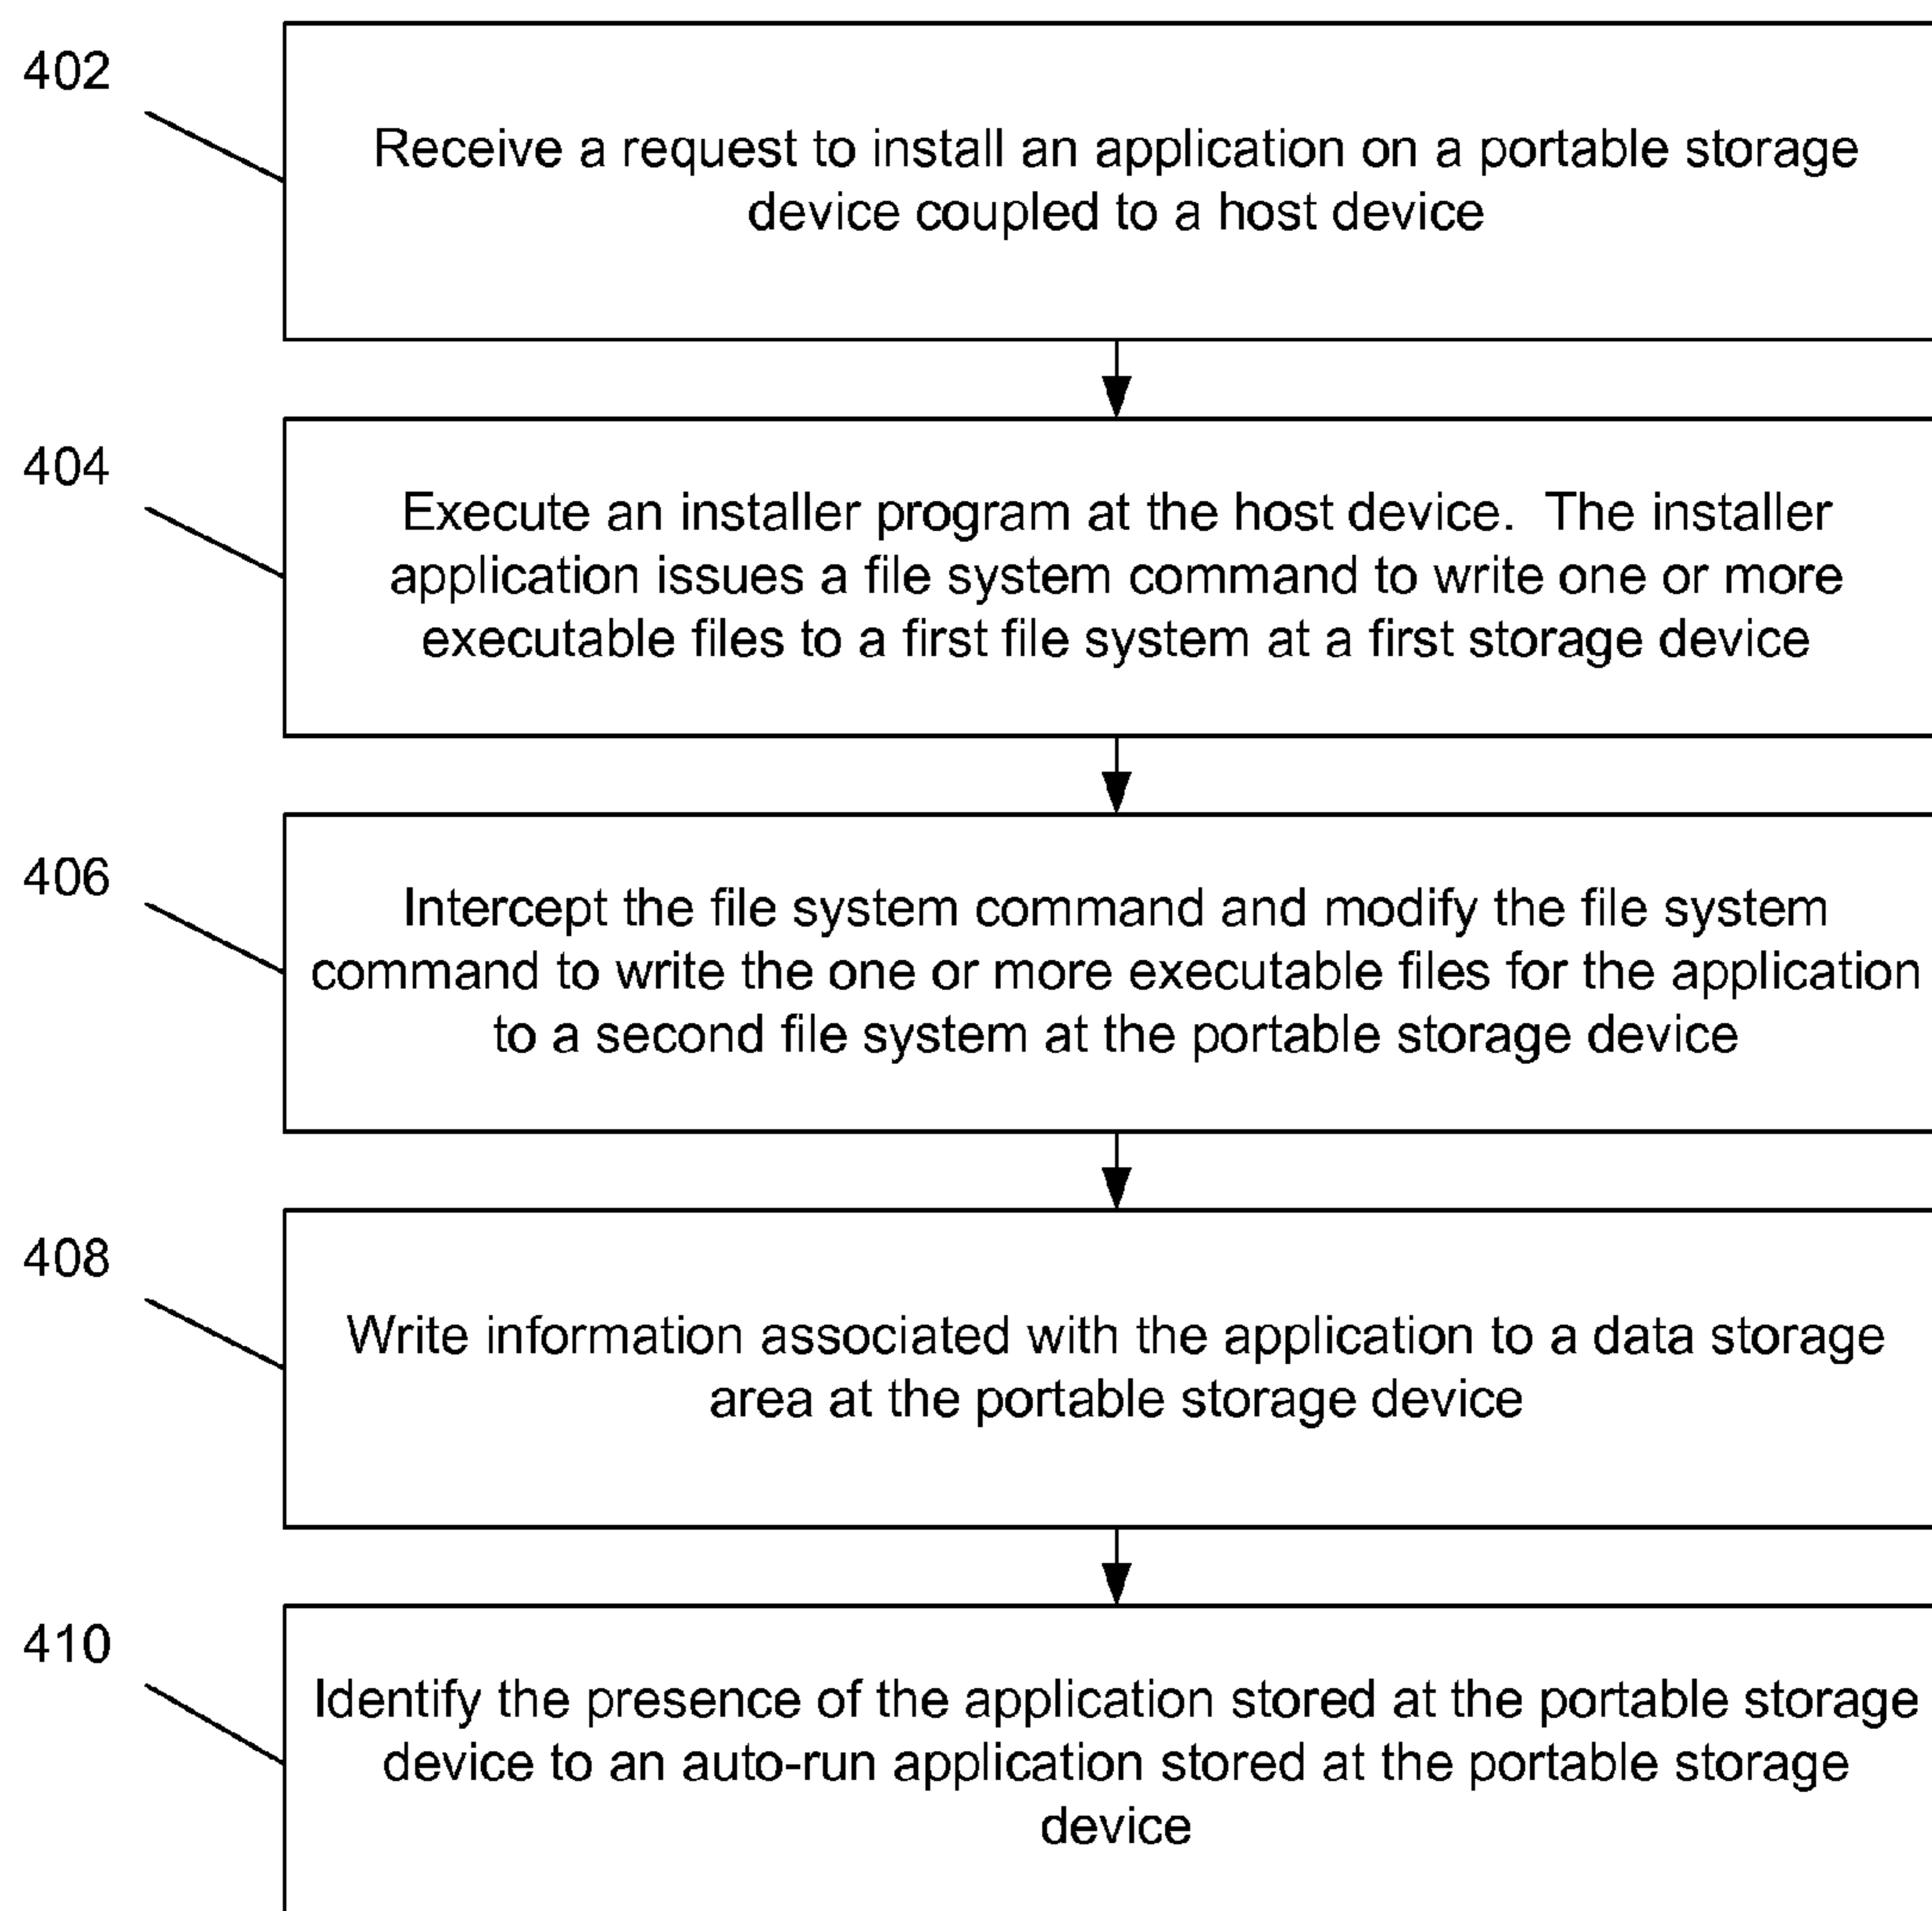 402
Receive a request to install an application on a portable storage
device coupled to a host device
404
Execute an installer program at the host device.  The installer
application issues a file system command to write one or more
executable files to a first file system at a first storage device
406
Intercept the file system command and modify the file system
command to write the one or more executable files for the application
to a second file system at the portable storage device
408
Write information associated with the application to a data storage
area at the portable storage device
410
Identify the presence of the application stored at the portable storage
device to an auto-run application stored at the portable storage
device